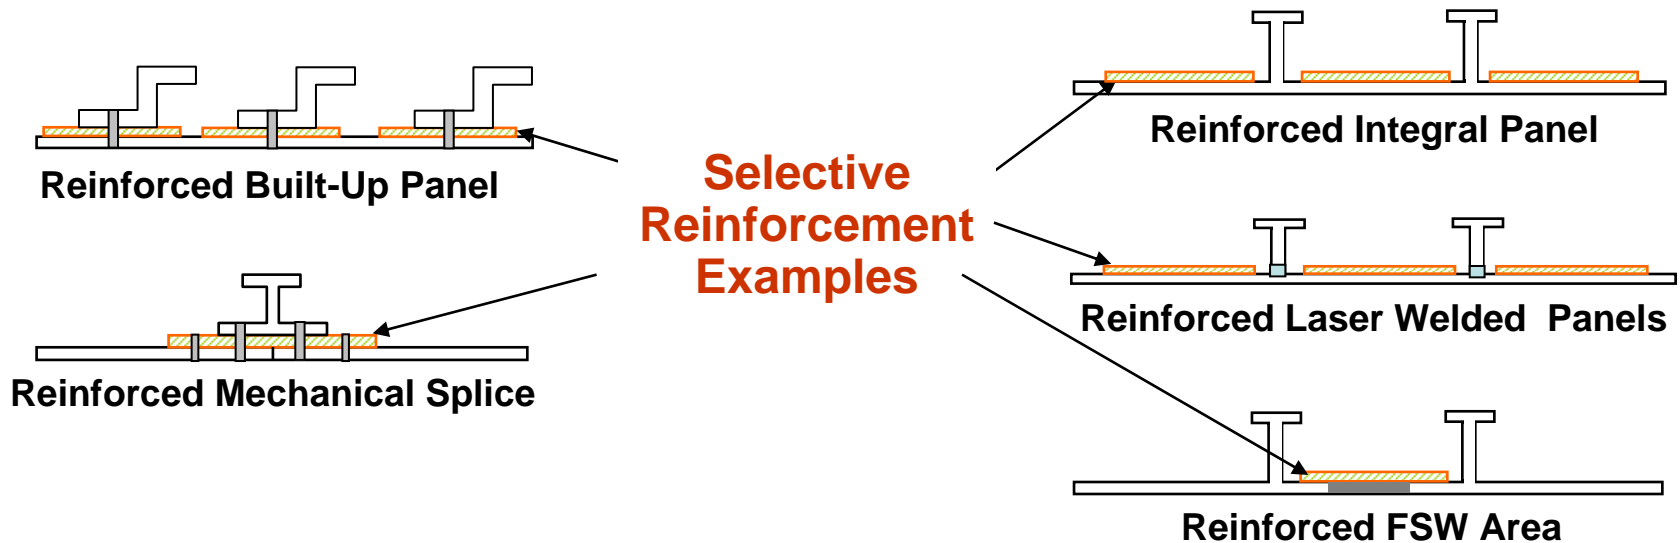 Reinforced Built-Up Panel
Reinforced Mechanical Splice
Selective
Reinforcement
Examples
Reinforced Integral Panel
Reinforced Laser Welded  Panels
Reinforced FSW Area